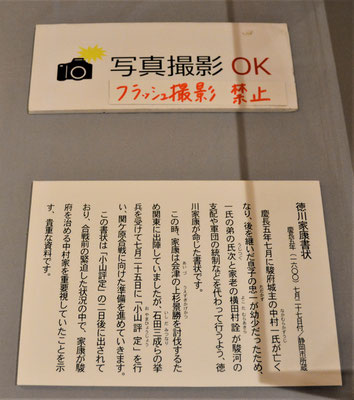 写真撮影 OK
フラッシュ撮影 禁止
徳川家康書状
慶長五年(一六〇〇)七月二十七日付/静岡市所蔵
慶長五年七月に駿府城主の中村一氏が亡く
なり、後を継いだ息子の忠一が幼少だったため、
一氏の弟の氏次と家老の横田村詮が駿河の
支配や軍団の統制などを代わって行うよう、徳
川家康が命じた書状です。
この時、家康は会津の上杉景勝を討伐するた
め関東に出陣していましたが、石田三成らの挙
兵を受けて七月二十五日に「小山評定」を行
い、関ケ原合戦に向けた準備を進めていきます。
この書状は「小山評定」の二日後に出されて
おり、合戦前の緊迫した状況の中で、家康が駿
府を治める中村家を重要視していたことを示
す、貴重な資料です。